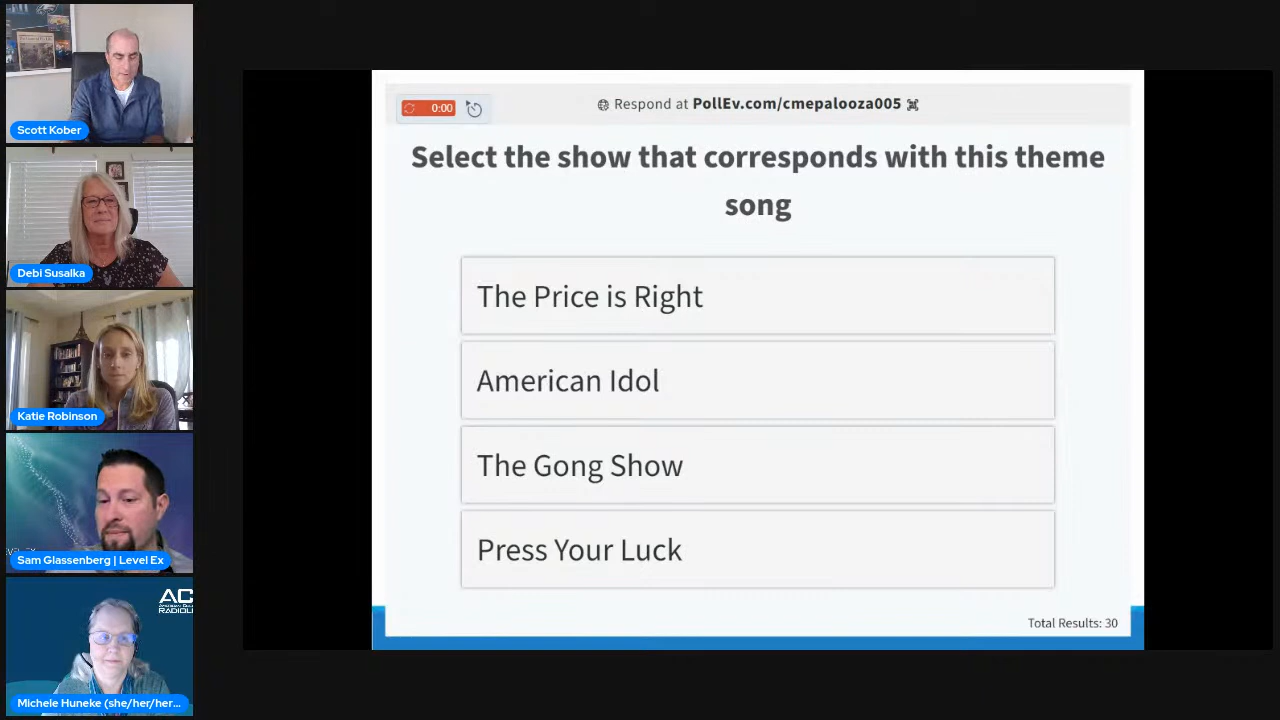 Scott Kober
Debi Susalka
Katie Robinson
Sam Glassenberg | Level Ex
AC
RADIOL
Michele Huneke (she/her/her...
0:00
Respond at PollEv.com/cmepalooza005
Select the show that corresponds with this theme
song
The Price is Right
American Idol
The Gong Show
Press Your Luck
Total Results: 30